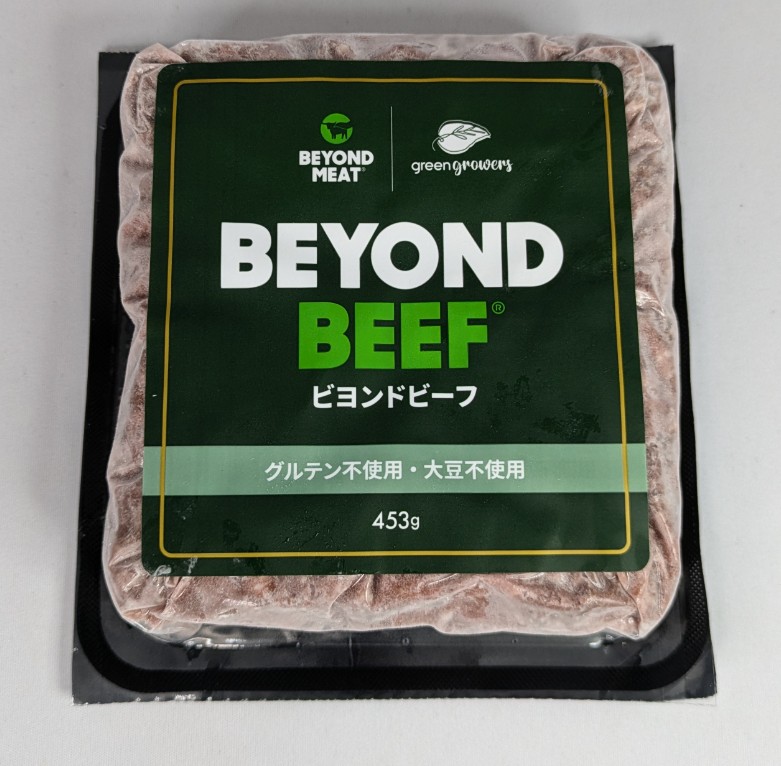 BEYOND
MEAT®
greengrowers
BEYOND
BEEF®
ビヨンドビーフ
グルテン不使用・大豆不使用
453g